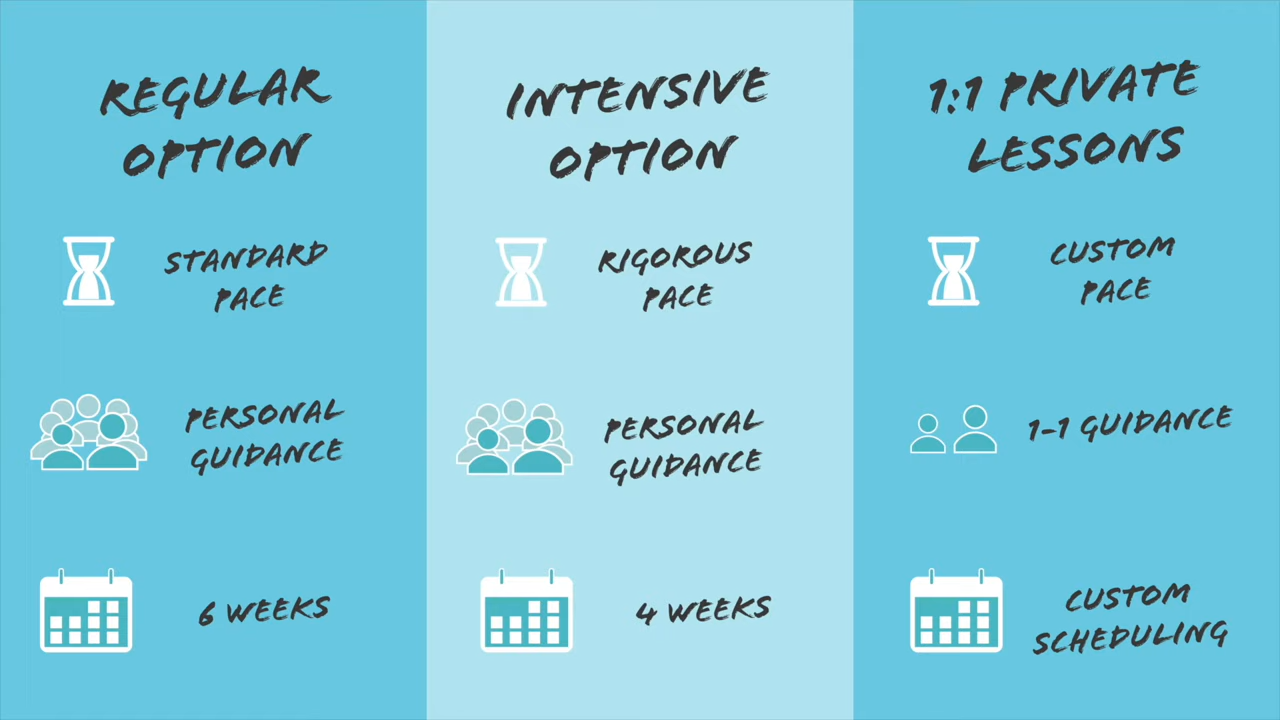 REGULAR
OPTION
STANDARD
PACE
PERSONAL
GUIDANCE
6 WEEKS
INTENSIVE
OPTION
RIGOROUS
PACE
PERSONAL
GUIDANCE
4 WEEKS
1:1 PRIVATE
LESSONS
CUSTOM
PACE
1-1 GUIDANCE
CUSTOM
SCHEDULING